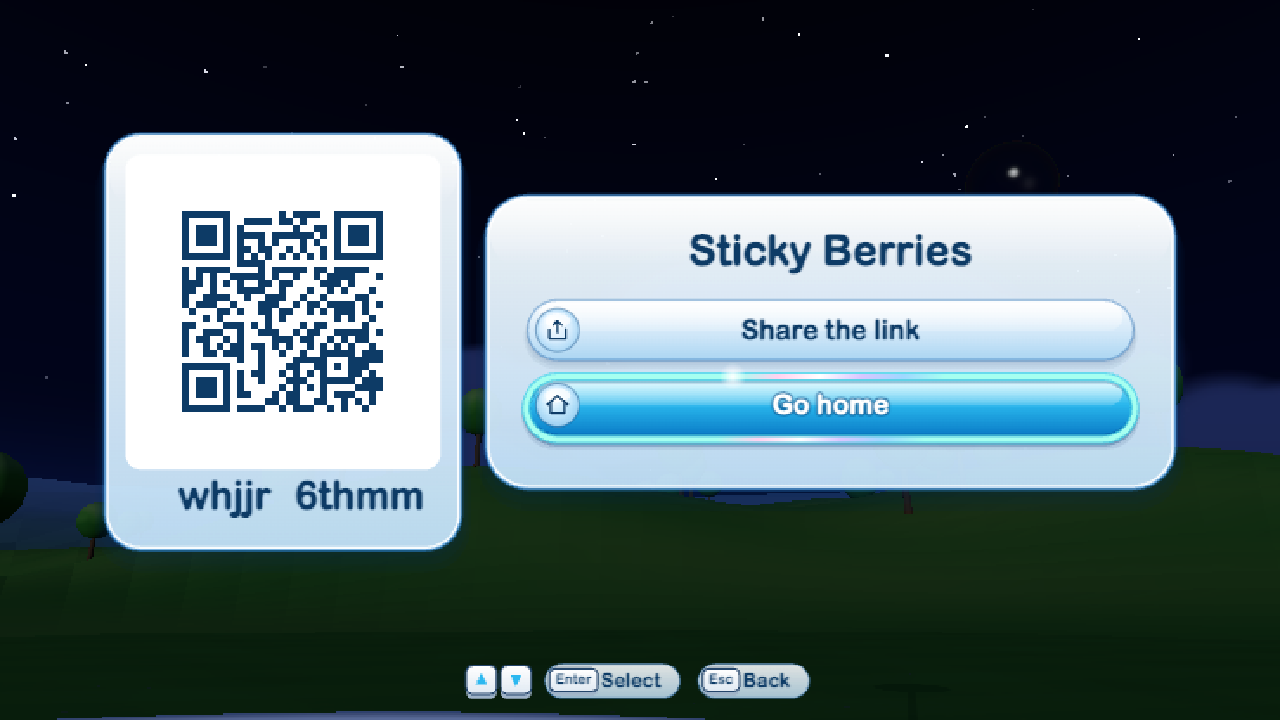 whjjr 6thmm
Sticky Berries
Share the link
Go home
Enter Select Esc Back